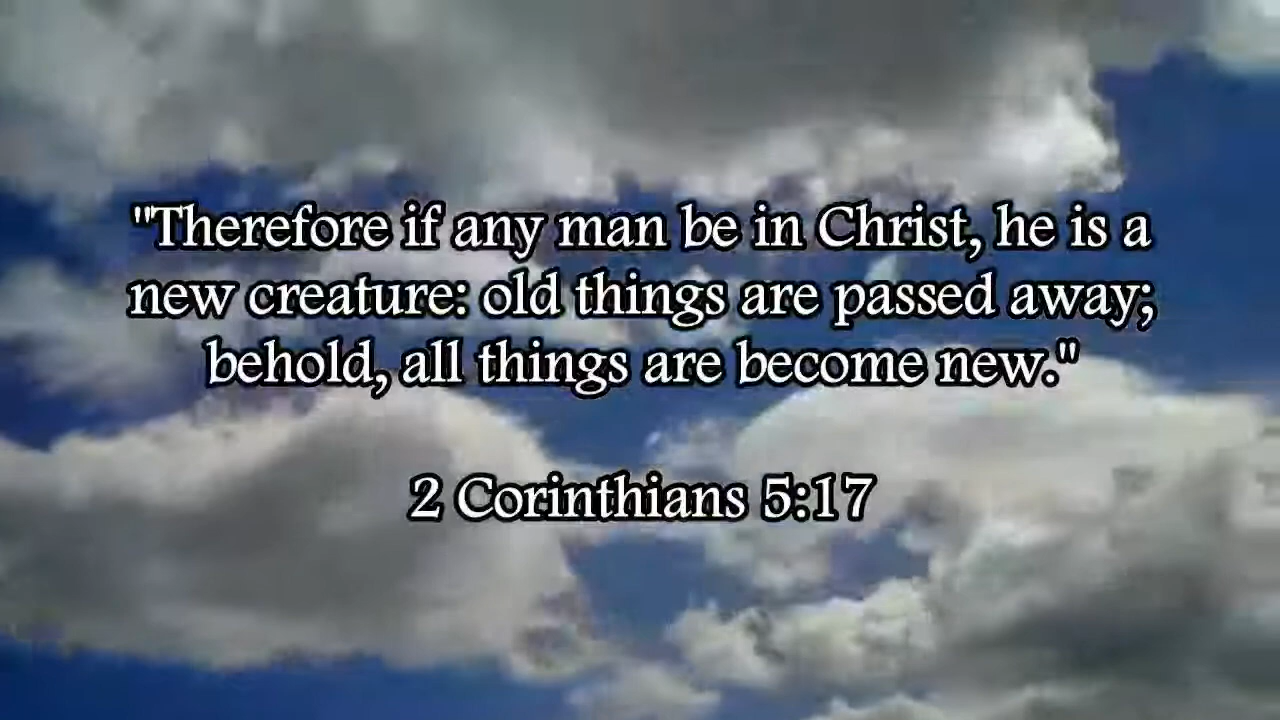 "Therefore if any man be in Christ, he is a
new creature: old things are passed away;
behold, all things are become new."
2 Corinthians 5:17